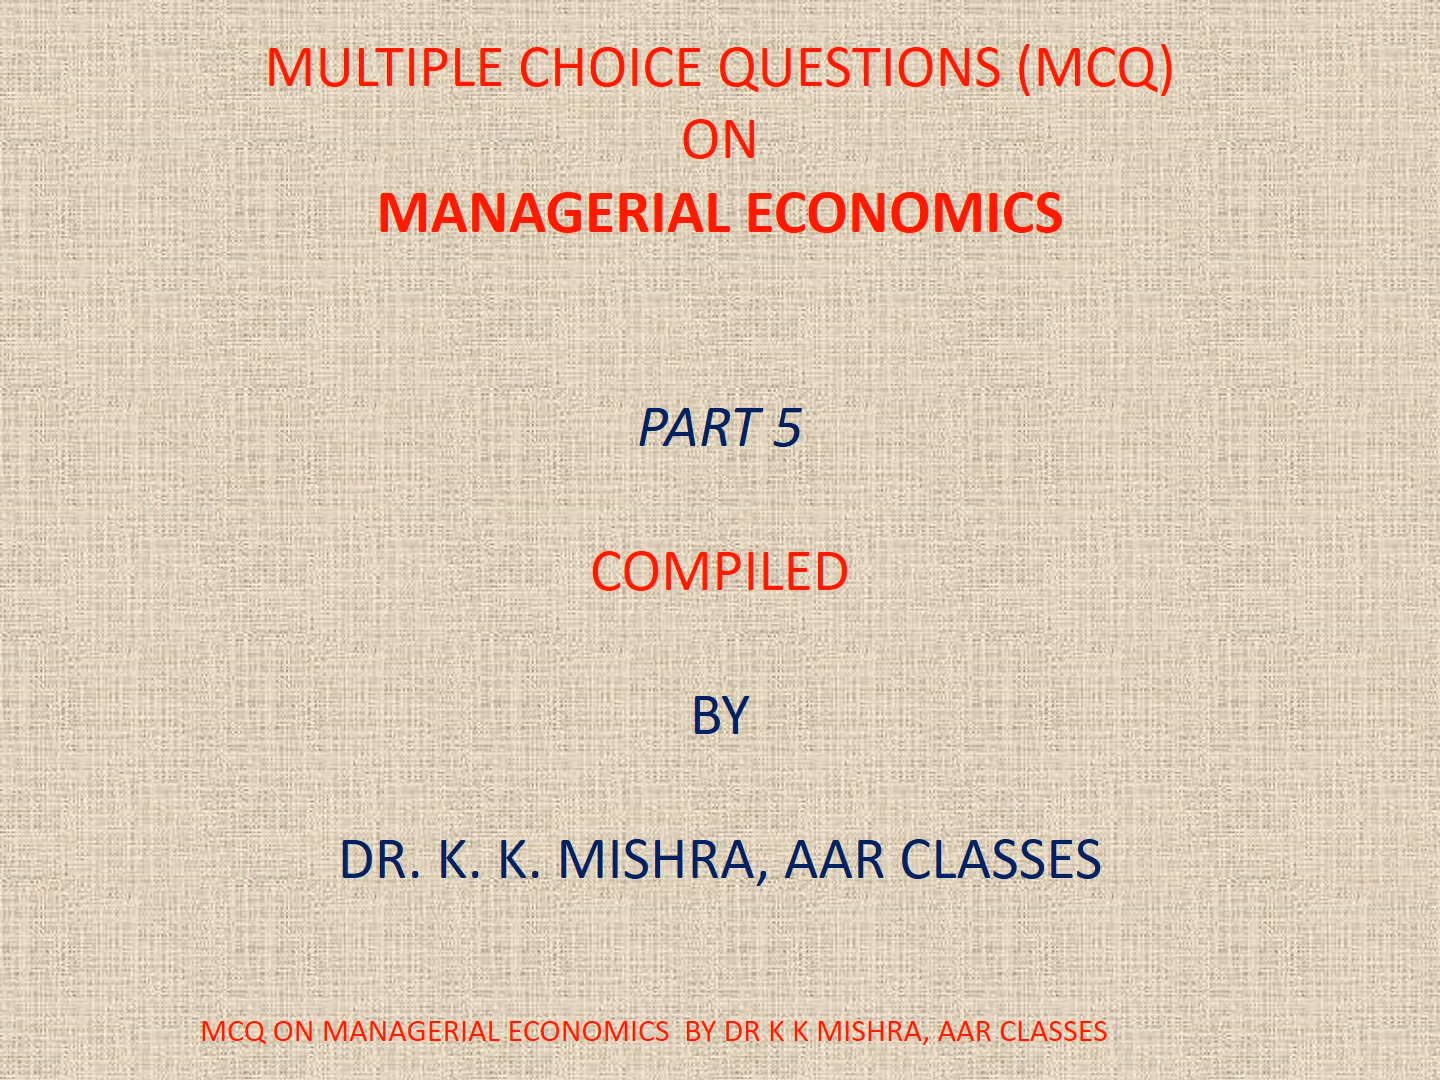 MULTIPLE CHOICE QUESTIONS (MCQ)
ON
MANAGERIAL ECONOMICS
PART 5
COMPILED
BY
DR. K. K. MISHRA, AAR CLASSES
MCQ ON MANAGERIAL ECONOMICS  BY DR K K MISHRA, AAR CLASSES